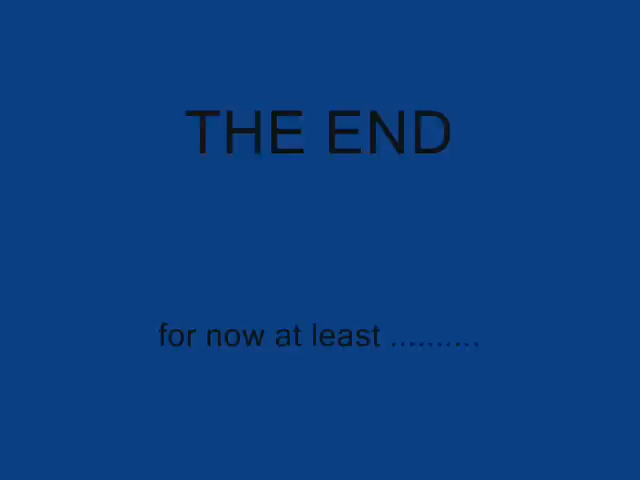 THE END
for now at least ..........